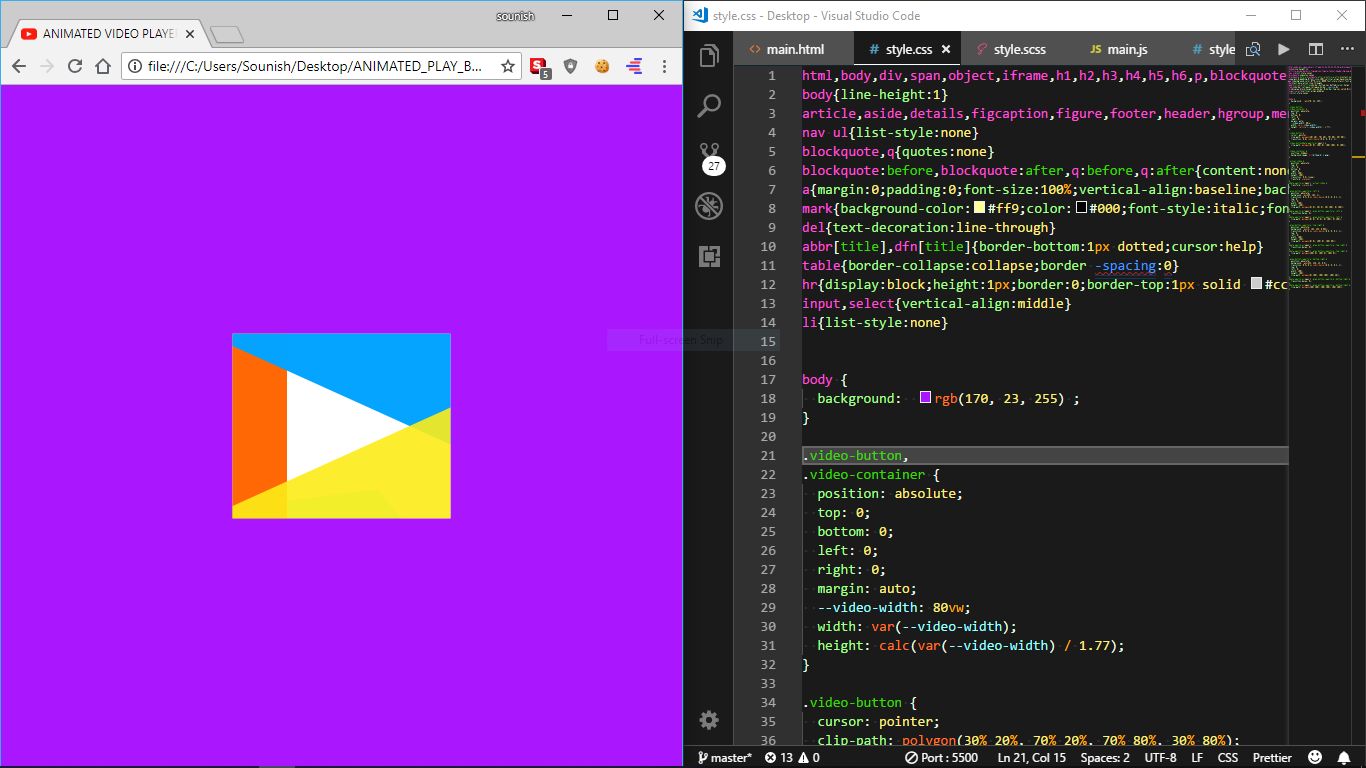 sounish
ANIMATED VIDEO PLAYE
file:///C:/Users/Sounish/Desktop/ANIMATED_PLAY_B...
5
Full-screen Snip
style.css - Desktop - Visual Studio Code
main.html
# style.css
style.scss
JS main.js
# style
27
1 html,body,div,span,object,iframe,h1,h2,h3,h4,h5,h6,p,blockquote
2 body{line-height:1}
3 article,aside,details,figcaption,figure,footer,header,hgroup,me
4 nav ul{list-style:none}
5 blockquote,q{quotes:none}
6 blockquote:before,blockquote:after,q:before,q:after{content:none
7 a{margin:0;padding:0;font-size:100%;vertical-align:baseline;bac
8 mark{background-color:#ff9;color:#000;font-style:italic;fon
9 del{text-decoration:line-through}
10 abbr[title],dfn[title]{border-bottom:1px dotted;cursor:help}
11 table{border-collapse:collapse;border -spacing:0}
12 hr{display:block;height:1px;border:0;border-top:1px solid #cc
13 input,select{vertical-align:middle}
14 li{list-style:none}
15
16
17 body {
18 background: rgb(170, 23, 255) ;
19 }
20
21 .video-button,
22 .video-container {
23 position: absolute;
24 top: 0;
25 bottom: 0;
26 left: 0;
27 right: 0;
28 margin: auto;
29 --video-width: 80vw;
30 width: var(--video-width);
31 height: calc(var(--video-width) / 1.77);
32 }
33
34 .video-button {
35 cursor: pointer;
36 clip-path: polygon(30% 20%, 70% 20%, 70% 80%, 30% 80%);
master* 13 0 Port : 5500 Ln 21, Col 15 Spaces: 2 UTF-8 LF CSS Prettier